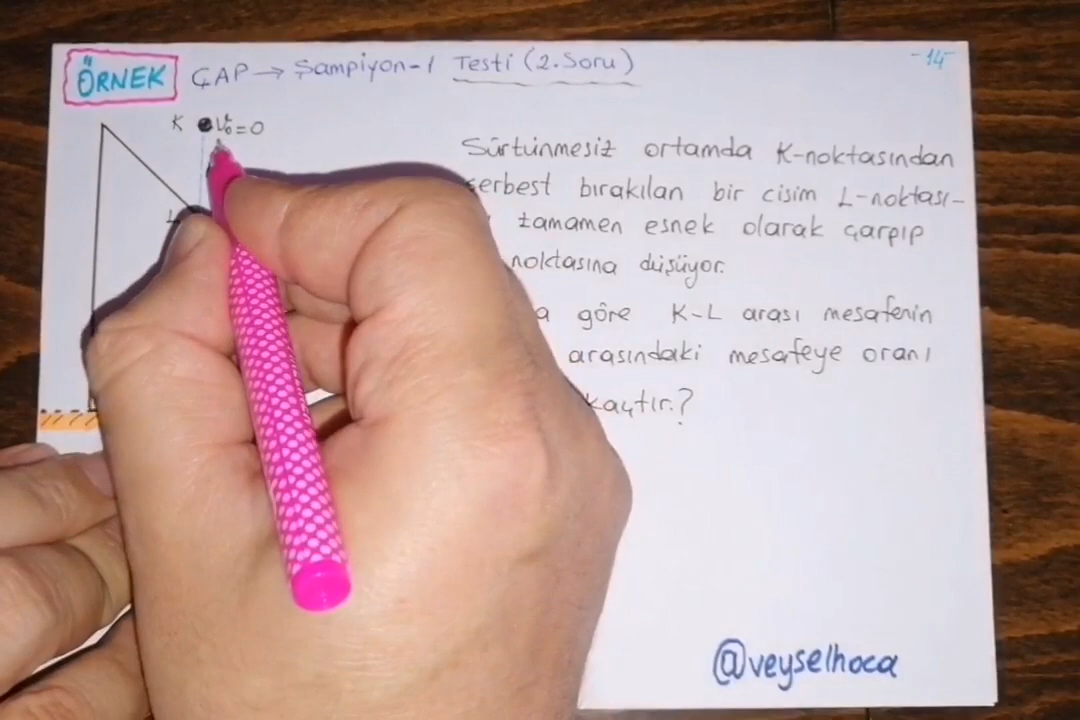 ÖRNEK ÇAP → Şampiyon-1 Testi (2.Soru)
-14-
K V₀=0
L
Sürtünmesiz ortamda K-noktasından
serbest bırakılan bir cisim L-noktası-
tamamen esnek olarak çarpıp
noktasına düşüyor.
göre K-L arası mesafenin
arasındaki mesafeye oranı
kaçtır.?
@veyselhoca